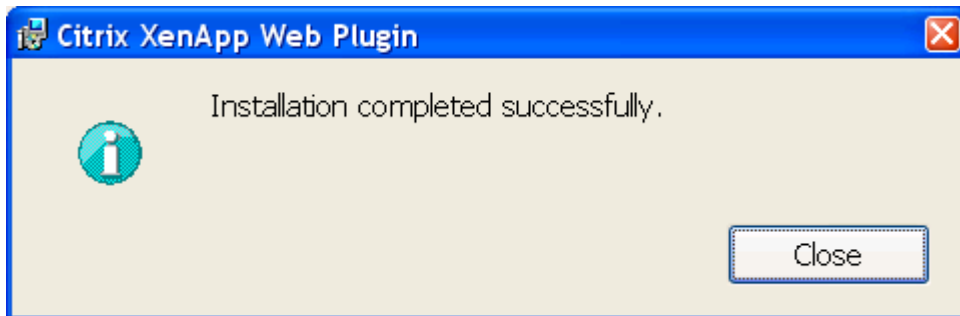 Citrix XenApp Web Plugin
Installation completed successfully.
Close